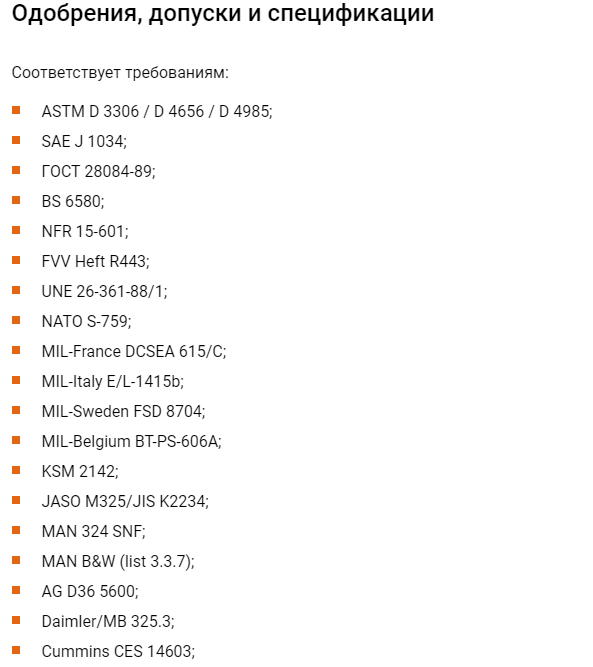 Одобрения, допуски и спецификации
Соответствует требованиям:
ASTM D 3306 / D 4656 / D 4985;
SAE J 1034;
ГОСТ 28084-89;
BS 6580;
NFR 15-601;
FVV Heft R443;
UNE 26-361-88/1;
NATO S-759;
MIL-France DCSEA 615/C;
MIL-Italy E/L-1415b;
MIL-Sweden FSD 8704;
MIL-Belgium BT-PS-606A;
KSM 2142;
JASO M325/JIS K2234;
MAN 324 SNF;
MAN B&W (list 3.3.7);
AG D36 5600;
Daimler/MB 325.3;
Cummins CES 14603;